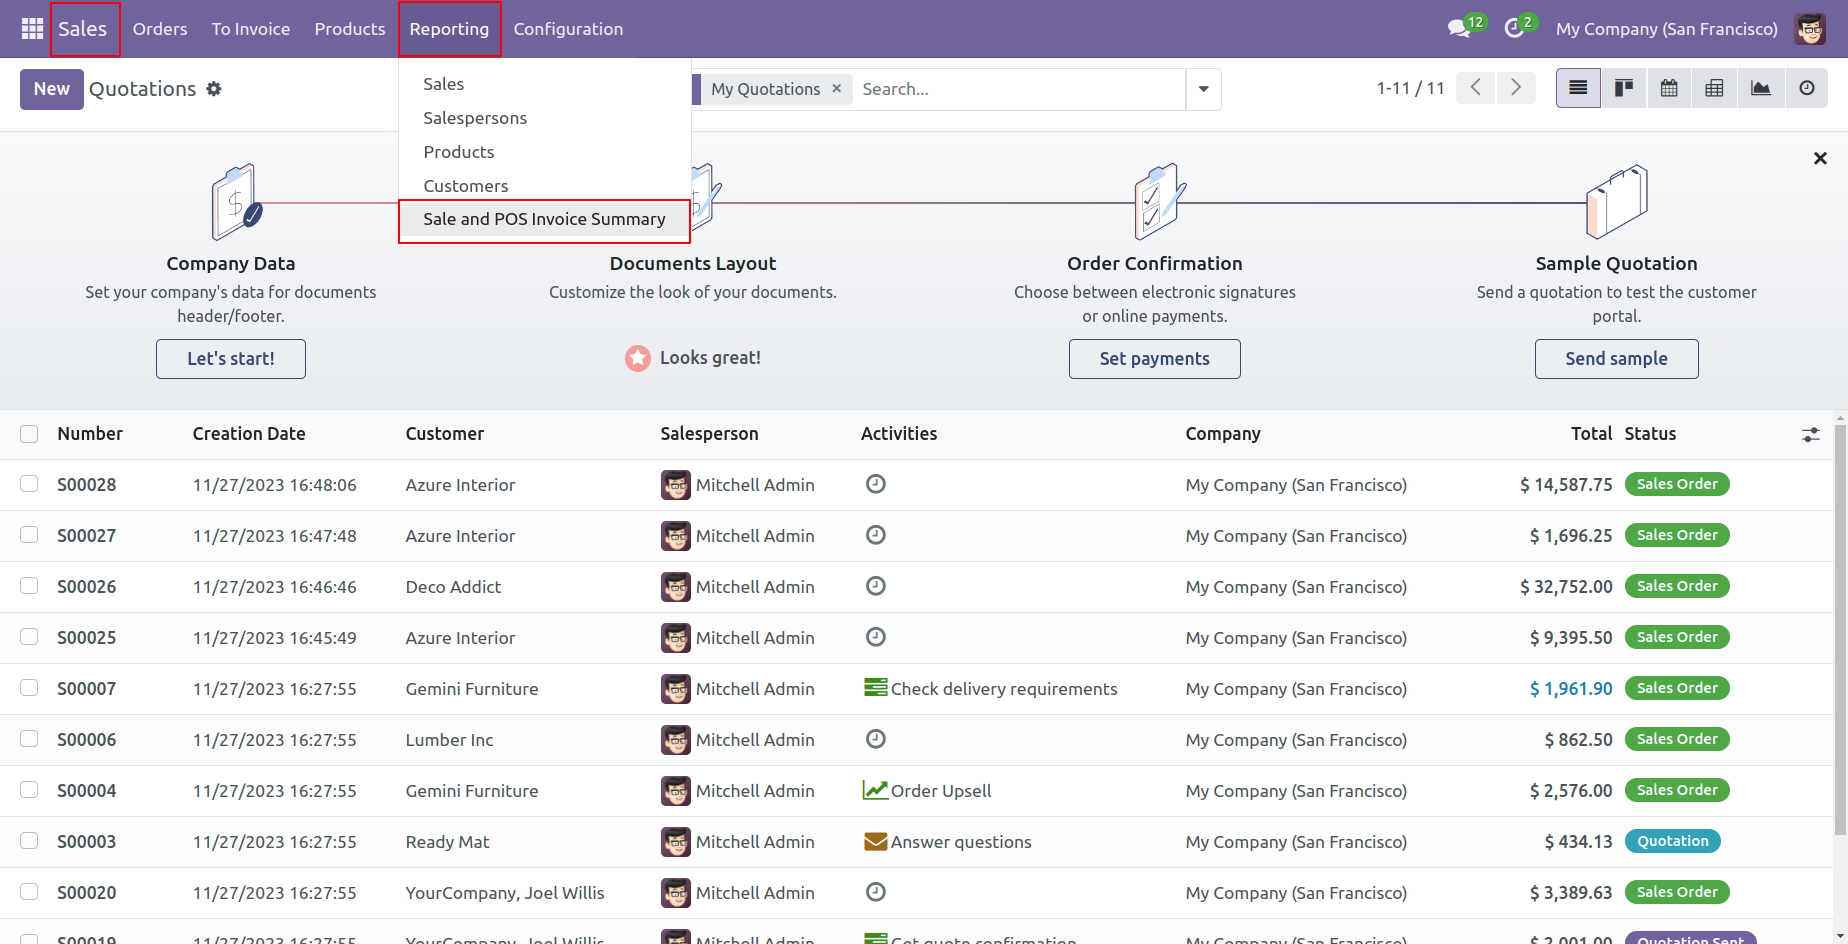 Sales Orders To Invoice Products Reporting Configuration 12 2 My Company (San Francisco)
New Quotations My Quotations × Search... 1-11 / 11
Sales
Salespersons
Products
Customers
Sale and POS Invoice Summary
Company Data
Set your company's data for documents
header/footer.
Let's start!
Documents Layout
Customize the look of your documents.
Looks great!
Order Confirmation
Choose between electronic signatures
or online payments.
Set payments
Sample Quotation
Send a quotation to test the customer
portal.
Send sample
Number Creation Date Customer Salesperson Activities Company Total Status
S00028 11/27/2023 16:48:06 Azure Interior Mitchell Admin My Company (San Francisco) $ 14,587.75 Sales Order
S00027 11/27/2023 16:47:48 Azure Interior Mitchell Admin My Company (San Francisco) $ 1,696.25 Sales Order
S00026 11/27/2023 16:46:46 Deco Addict Mitchell Admin My Company (San Francisco) $ 32,752.00 Sales Order
S00025 11/27/2023 16:45:49 Azure Interior Mitchell Admin My Company (San Francisco) $ 9,395.50 Sales Order
S00007 11/27/2023 16:27:55 Gemini Furniture Mitchell Admin Check delivery requirements My Company (San Francisco) $ 1,961.90 Sales Order
S00006 11/27/2023 16:27:55 Lumber Inc Mitchell Admin My Company (San Francisco) $ 862.50 Sales Order
S00004 11/27/2023 16:27:55 Gemini Furniture Mitchell Admin Order Upsell My Company (San Francisco) $ 2,576.00 Sales Order
S00003 11/27/2023 16:27:55 Ready Mat Mitchell Admin Answer questions My Company (San Francisco) $ 434.13 Quotation
S00020 11/27/2023 16:27:55 YourCompany, Joel Willis Mitchell Admin My Company (San Francisco) $ 3,389.63 Sales Order
S00019 11/27/2023 16:27:55 YourCompany, Joel Willis Mitchell Admin Get quote confirmation My Company (San Francisco) $ 2,001.00 Quotation Sent